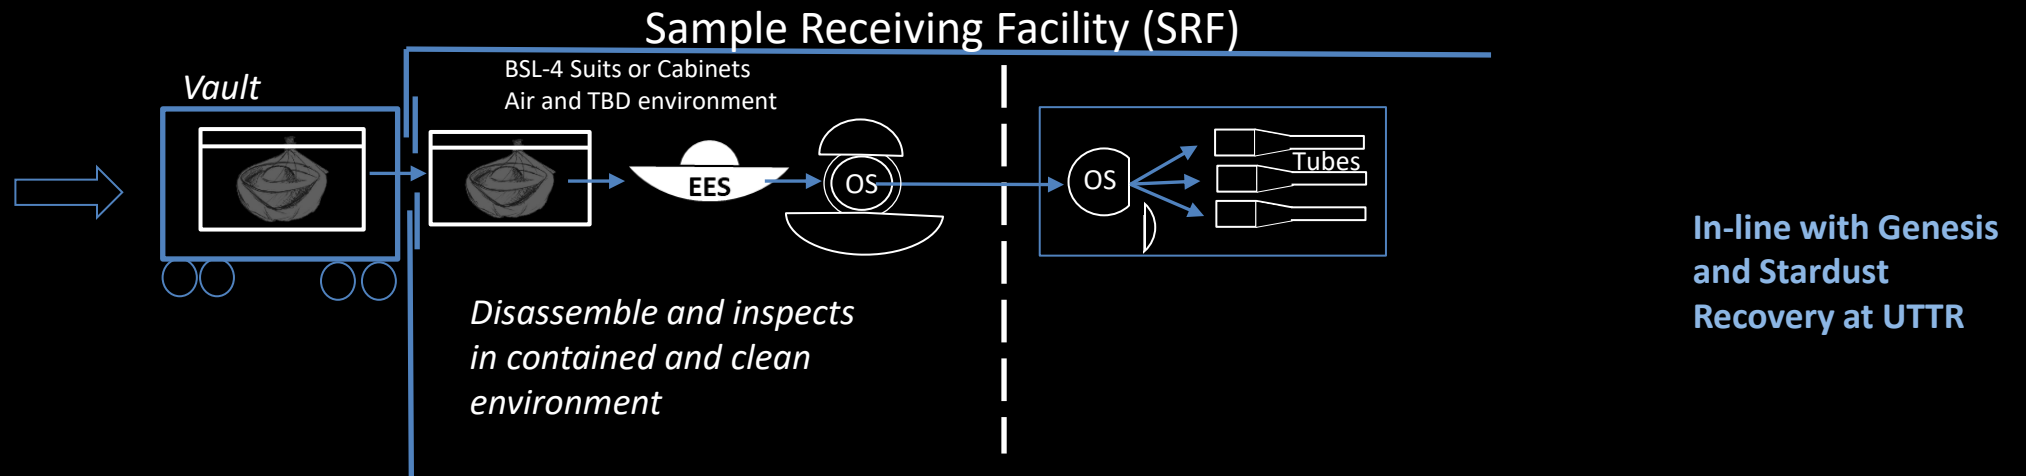 Sample Receiving Facility (SRF)
Vault
BSL-4 Suits or Cabinets
Air and TBD environment
EES
OS
OS
Tubes
Disassemble and inspects
in contained and clean
environment
In-line with Genesis
and Stardust
Recovery at UTTR